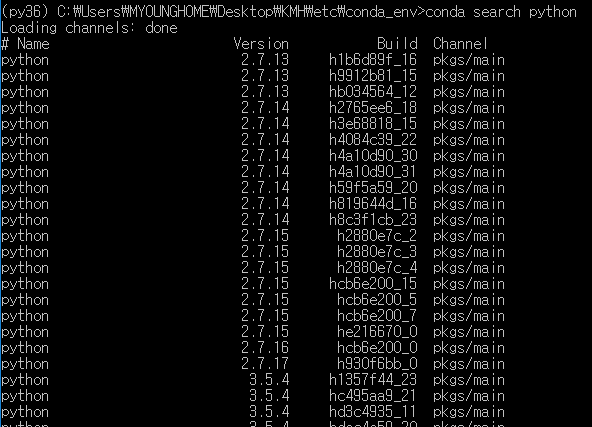 (py36) C:₩Users₩MYOUNGHOME₩Desktop₩KMH₩etc₩conda_env>conda search python
Loading channels: done
# Name Version Build Channel
python 2.7.13 h1b6d89f_16 pkgs/main
python 2.7.13 h9912b81_15 pkgs/main
python 2.7.13 hb034564_12 pkgs/main
python 2.7.14 h2765ee6_18 pkgs/main
python 2.7.14 h3e68818_15 pkgs/main
python 2.7.14 h4084c39_22 pkgs/main
python 2.7.14 h4a10d90_30 pkgs/main
python 2.7.14 h4a10d90_31 pkgs/main
python 2.7.14 h59f5a59_20 pkgs/main
python 2.7.14 h819644d_16 pkgs/main
python 2.7.14 h8c3f1cb_23 pkgs/main
python 2.7.15 h2880e7c_2 pkgs/main
python 2.7.15 h2880e7c_3 pkgs/main
python 2.7.15 h2880e7c_4 pkgs/main
python 2.7.15 hcb6e200_15 pkgs/main
python 2.7.15 hcb6e200_5 pkgs/main
python 2.7.15 hcb6e200_7 pkgs/main
python 2.7.15 he216670_0 pkgs/main
python 2.7.16 hcb6e200_0 pkgs/main
python 2.7.17 h930f6bb_0 pkgs/main
python 3.5.4 h1357f44_23 pkgs/main
python 3.5.4 hc495aa9_21 pkgs/main
python 3.5.4 hd3c4935_11 pkgs/main
python 3.5.4 pkgs/main